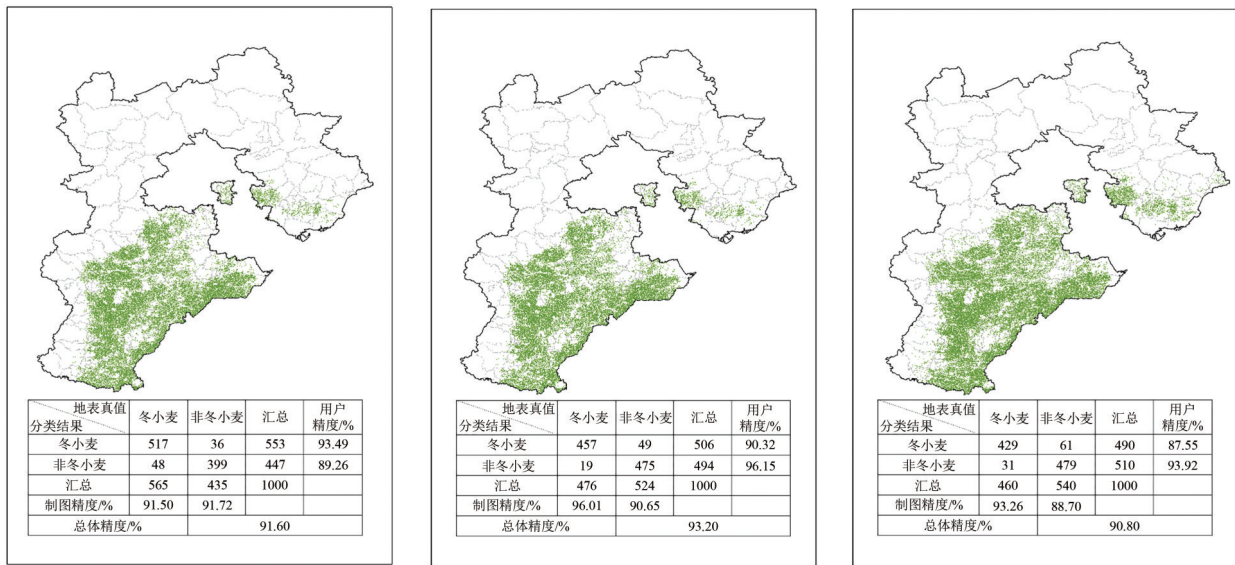 地表真值 冬小麦 非冬小麦 汇总 用户精度/%
分类结果
冬小麦 517 36 553 93.49
非冬小麦 48 399 447 89.26
汇总 565 435 1000
制图精度/% 91.50 91.72
总体精度/% 91.60
地表真值 冬小麦 非冬小麦 汇总 用户精度/%
分类结果
冬小麦 457 49 506 90.32
非冬小麦 19 475 494 96.15
汇总 476 524 1000
制图精度/% 96.01 90.65
总体精度/% 93.20
地表真值 冬小麦 非冬小麦 汇总 用户精度/%
分类结果
冬小麦 429 61 490 87.55
非冬小麦 31 479 510 93.92
汇总 460 540 1000
制图精度/% 93.26 88.70
总体精度/% 90.80